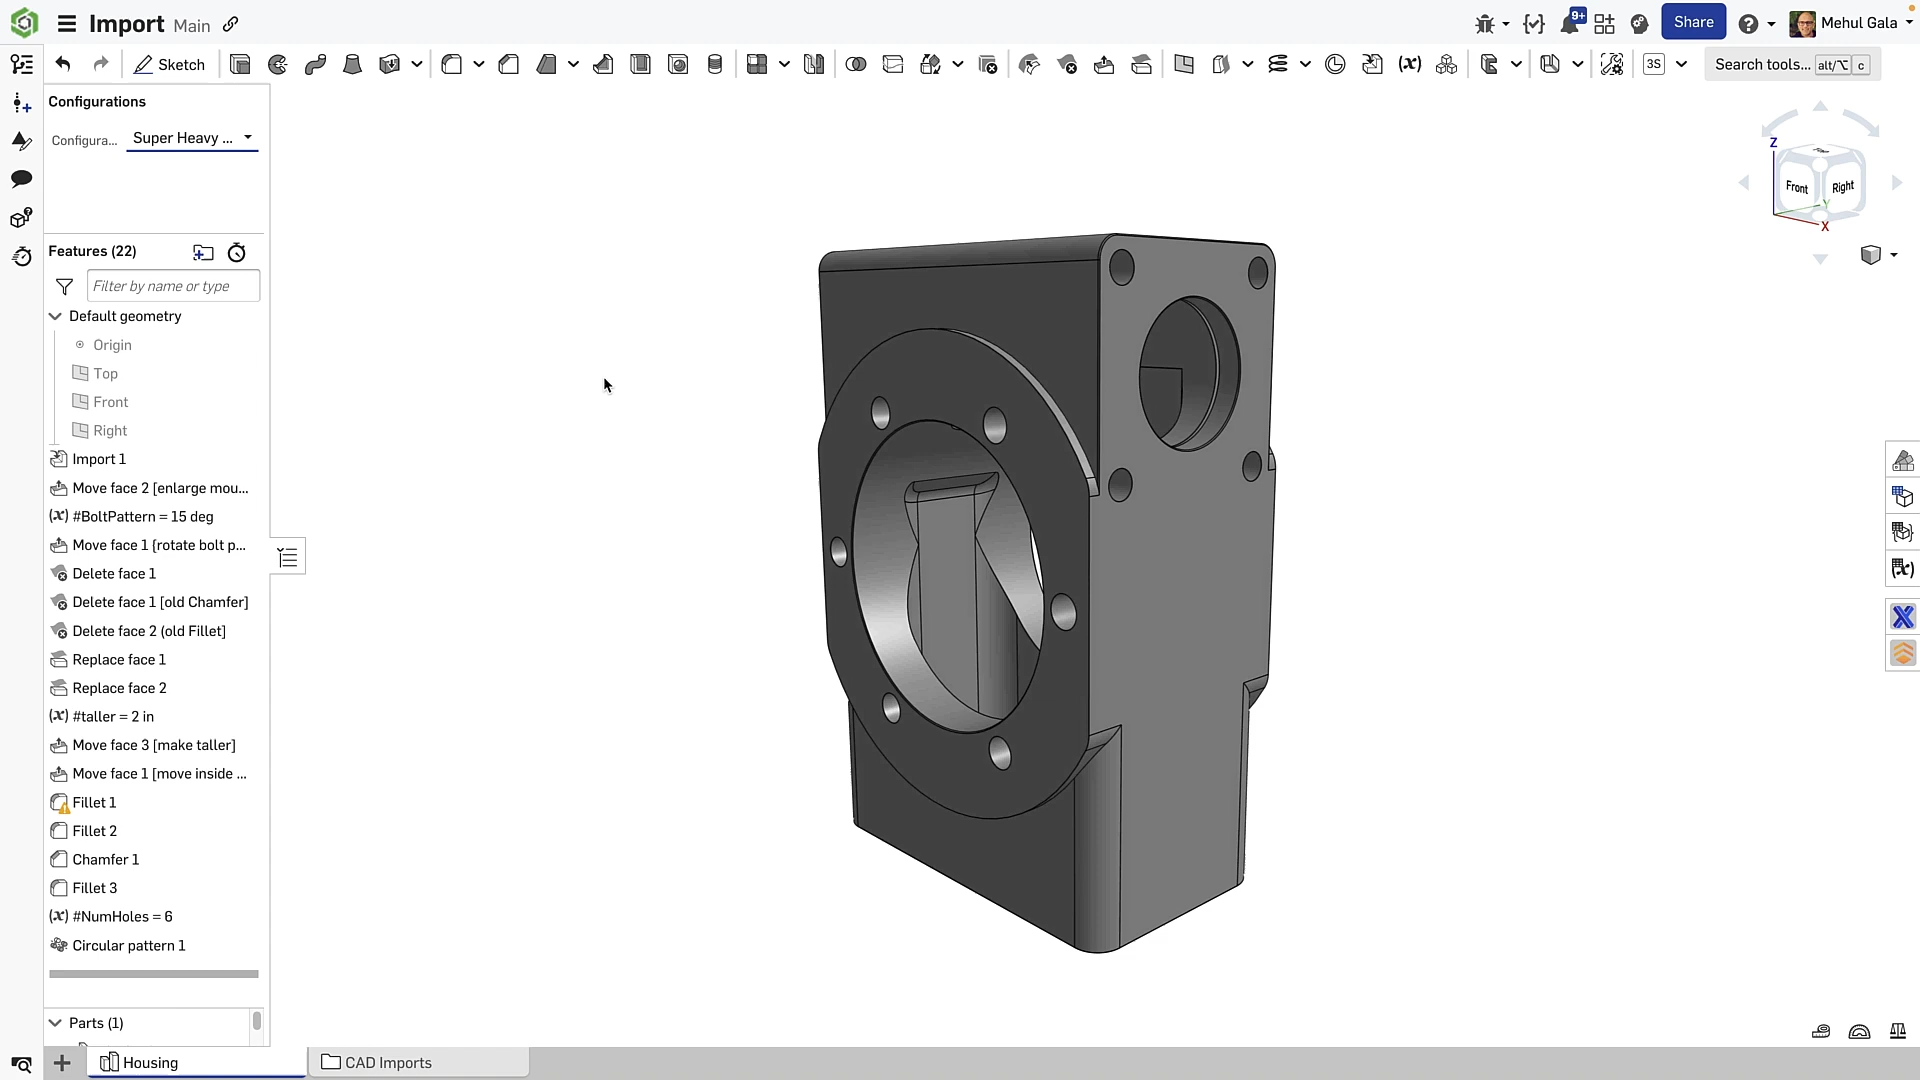 Import Main
9+
Share
Mehul Gala
Sketch
3S
Search tools... alt/⌥ c
Configurations
Configura... Super Heavy ...
Features (22)
Filter by name or type
Default geometry
Origin
Top
Front
Right
Import 1
Move face 2 [enlarge mou...
(x) #BoltPattern = 15 deg
Move face 1 [rotate bolt p...
Delete face 1
Delete face 1 [old Chamfer]
Delete face 2 (old Fillet]
Replace face 1
Replace face 2
(x) #taller = 2 in
Move face 3 [make taller]
Move face 1 [move inside ...
Fillet 1
Fillet 2
Chamfer 1
Fillet 3
(x) #NumHoles = 6
Circular pattern 1
Parts (1)
Housing
CAD Imports
Z
Top
Front
Right
Y
X